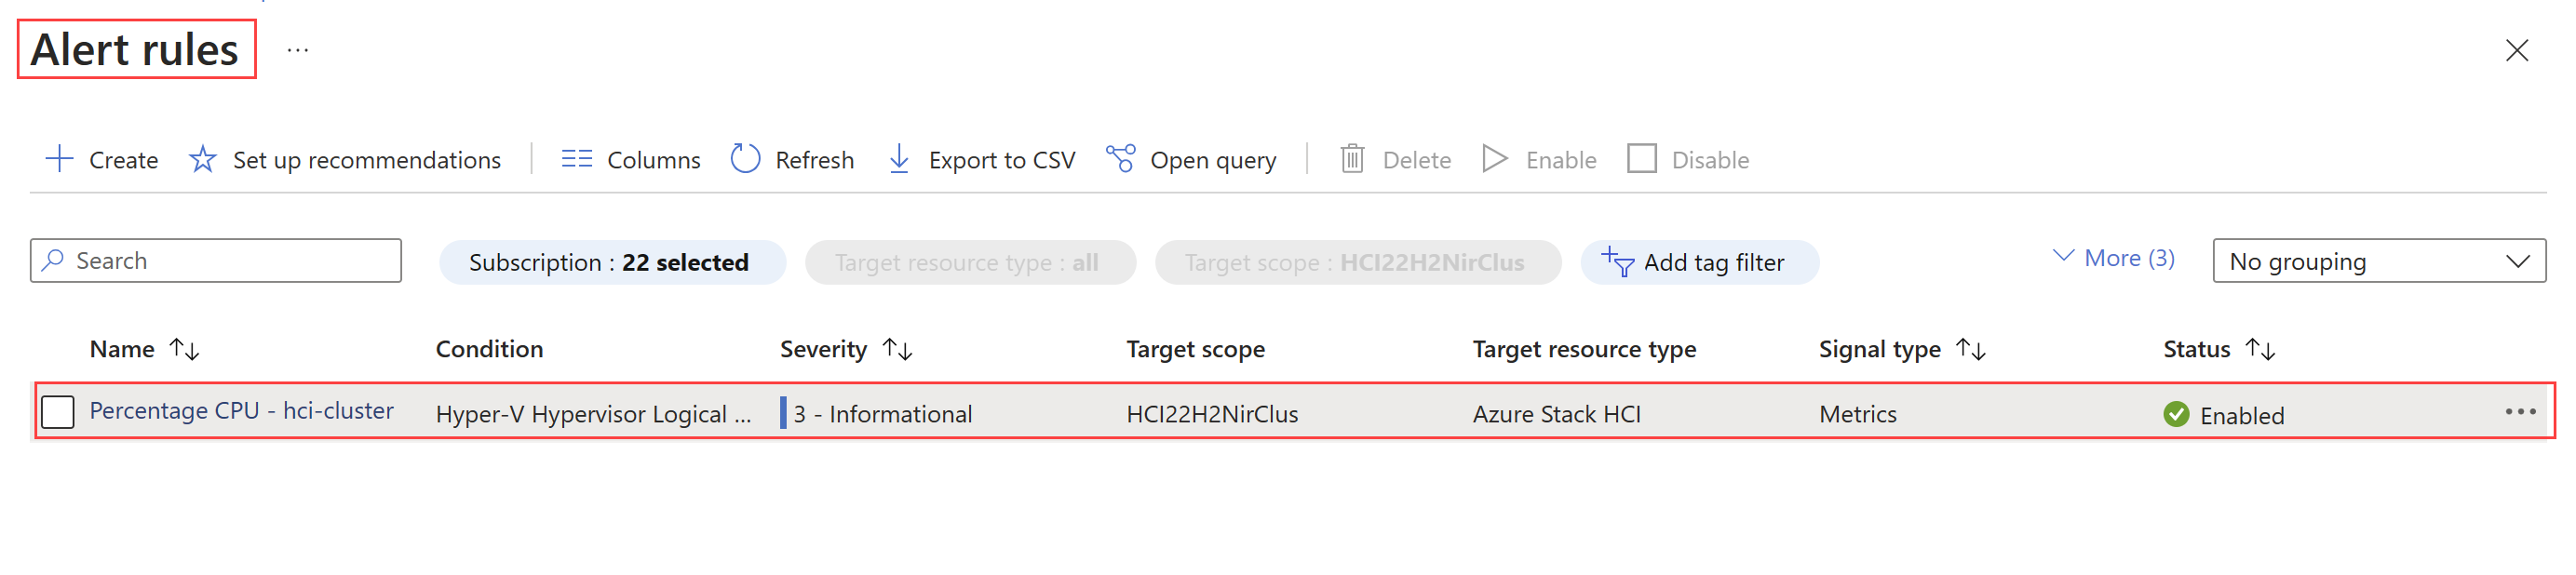 Alert rules ...
Create Set up recommendations Columns Refresh Export to CSV Open query Delete Enable Disable
Search Subscription : 22 selected Target resource type : all Target scope : HCI22H2NirClus Add tag filter More (3) No grouping
Name Condition Severity Target scope Target resource type Signal type Status
Percentage CPU - hci-cluster Hyper-V Hypervisor Logical ... 3 - Informational HCI22H2NirClus Azure Stack HCI Metrics Enabled ...